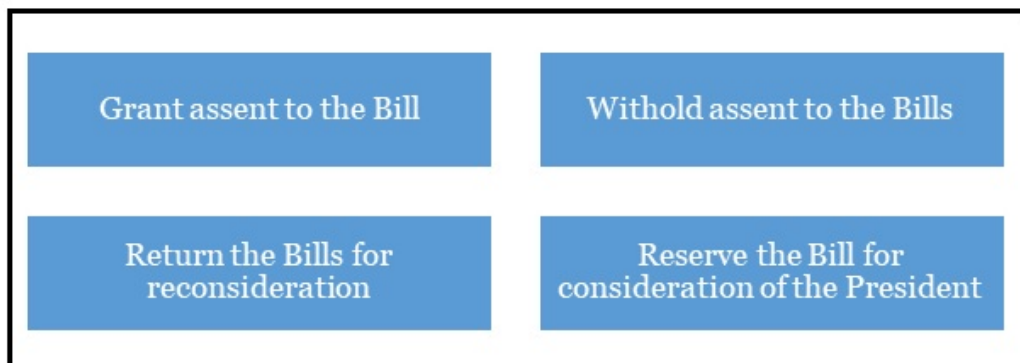 Grant assent to the Bill
Withold assent to the Bills
Return the Bills for
reconsideration
Reserve the Bill for
consideration of the President